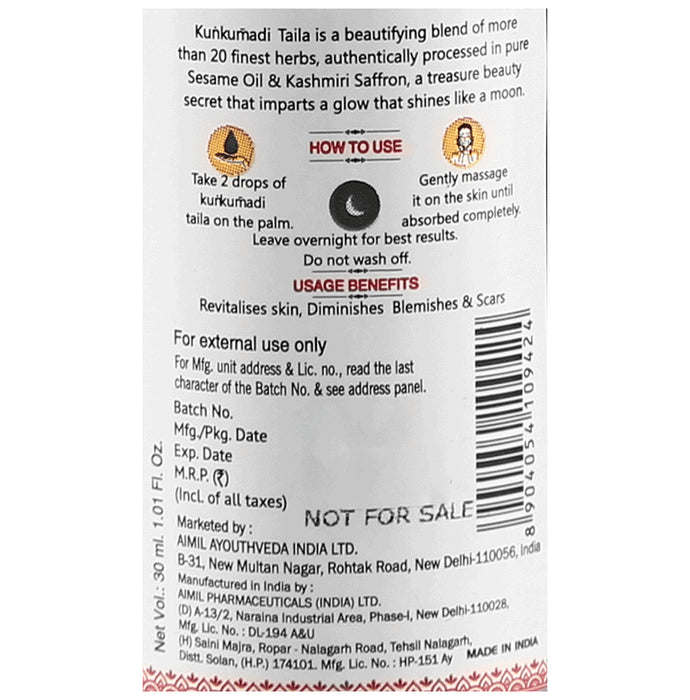 Kuṅkumādi Taila is a beautifying blend of more
than 20 finest herbs, authentically processed in pure
Sesame Oil & Kashmiri Saffron, a treasure beauty
secret that imparts a glow that shines like a moon.
HOW TO USE
Take 2 drops of
kuṅkumadi
taila on the palm.
Gently massage
it on the skin until
absorbed completely.
Leave overnight for best results.
Do not wash off.
USAGE BENEFITS
Revitalises skin, Diminishes Blemishes & Scars
For external use only
For Mfg. unit address & Lic. no., read the last
character of the Batch No. & see address panel.
Batch No.
Mfg./Pkg. Date
Exp. Date
M.R.P. (₹)
(Incl. of all taxes)
NOT FOR SALE
8904054109424
Net Vol.: 30 ml. 1.01 Fl. Oz.
Marketed by :
AIMIL AYOUTHVEDA INDIA LTD.
B-31, New Multan Nagar, Rohtak Road, New Delhi-110056, India
Manufactured in India by :
AIMIL PHARMACEUTICALS (INDIA) LTD.
(D) A-13/2, Naraina Industrial Area, Phase-I, New Delhi-110028,
Mfg. Lic. No. : DL-194 A&U
(H) Saini Majra, Ropar - Nalagarh Road, Tehsil Nalagarh,
Distt. Solan, (H.P.) 174101. Mfg. Lic. No. : HP-151 Ay
MADE IN INDIA